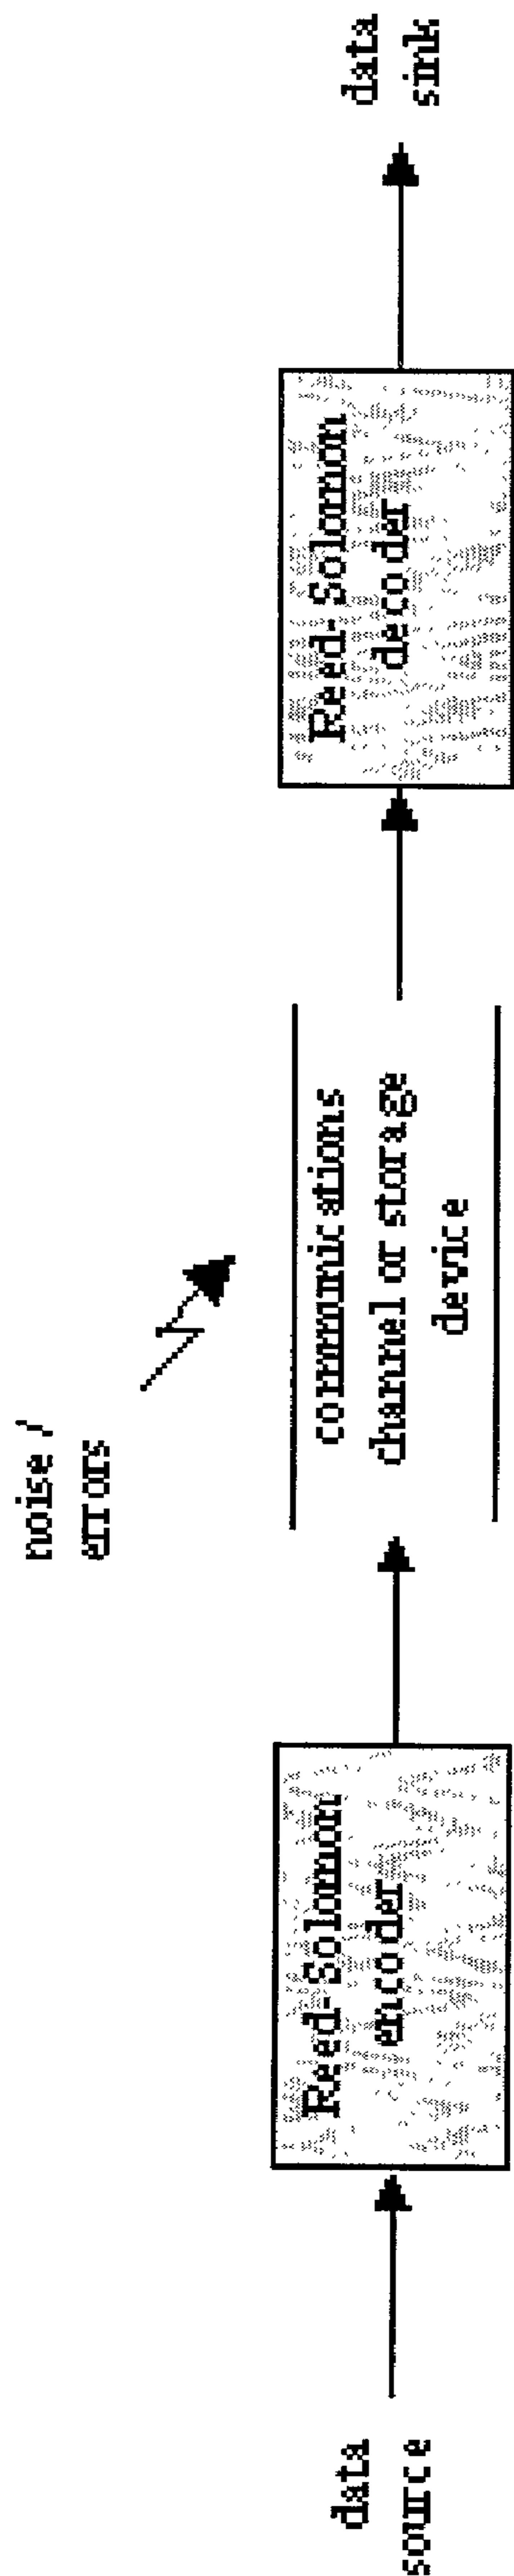 noise /
errors
data
source
Reed-Solomon
encoder
communications
channel or storage
device
Reed-Solomon
decoder
data
sink